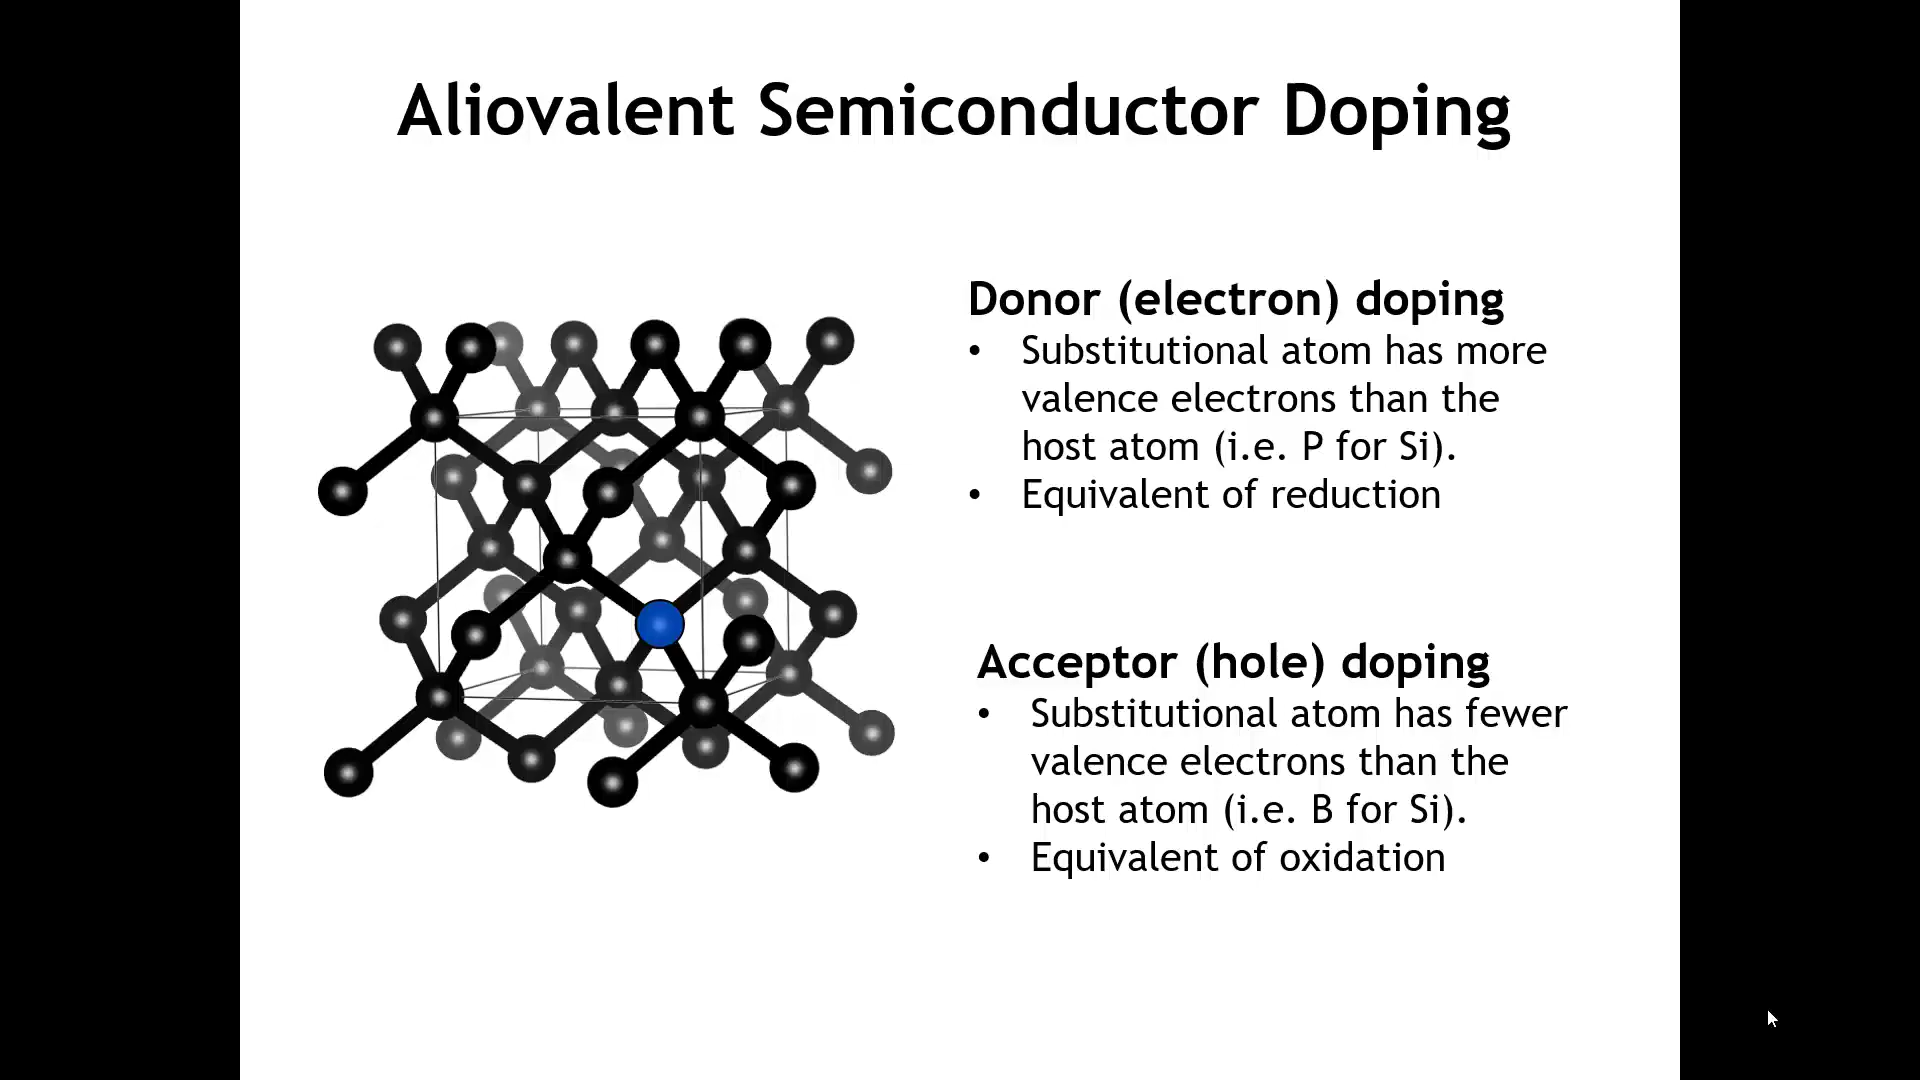 Aliovalent Semiconductor Doping
Donor (electron) doping
• Substitutional atom has more
valence electrons than the
host atom (i.e. P for Si).
• Equivalent of reduction
Acceptor (hole) doping
• Substitutional atom has fewer
valence electrons than the
host atom (i.e. B for Si).
• Equivalent of oxidation